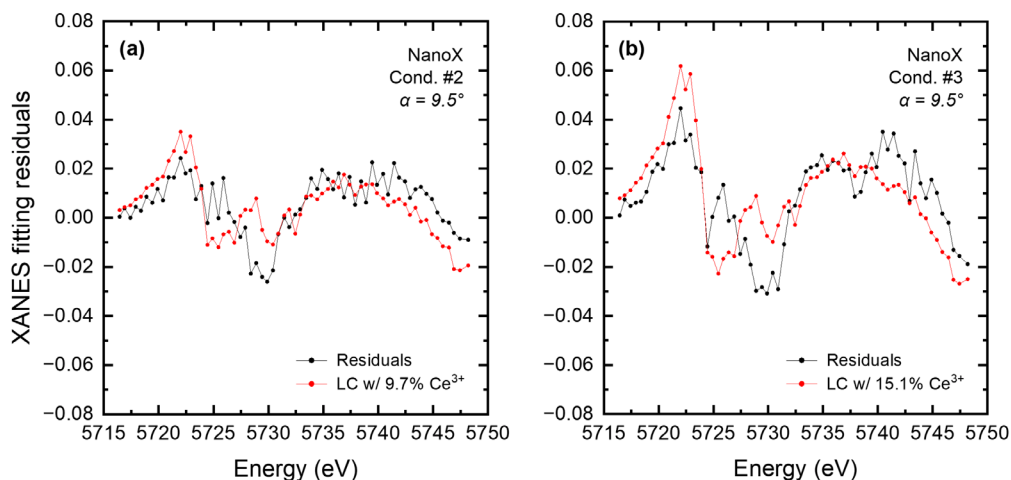 XANES fitting residuals
(a)
NanoX
Cond. #2
α = 9.5°
0.08
0.06
0.04
0.02
0.00
−0.02
−0.04
−0.06
−0.08
Residuals
LC w/ 9.7% Ce³⁺
5715 5720 5725 5730 5735 5740 5745 5750
Energy (eV)
(b)
NanoX
Cond. #3
α = 9.5°
0.08
0.06
0.04
0.02
0.00
−0.02
−0.04
−0.06
−0.08
Residuals
LC w/ 15.1% Ce³⁺
5715 5720 5725 5730 5735 5740 5745 5750
Energy (eV)